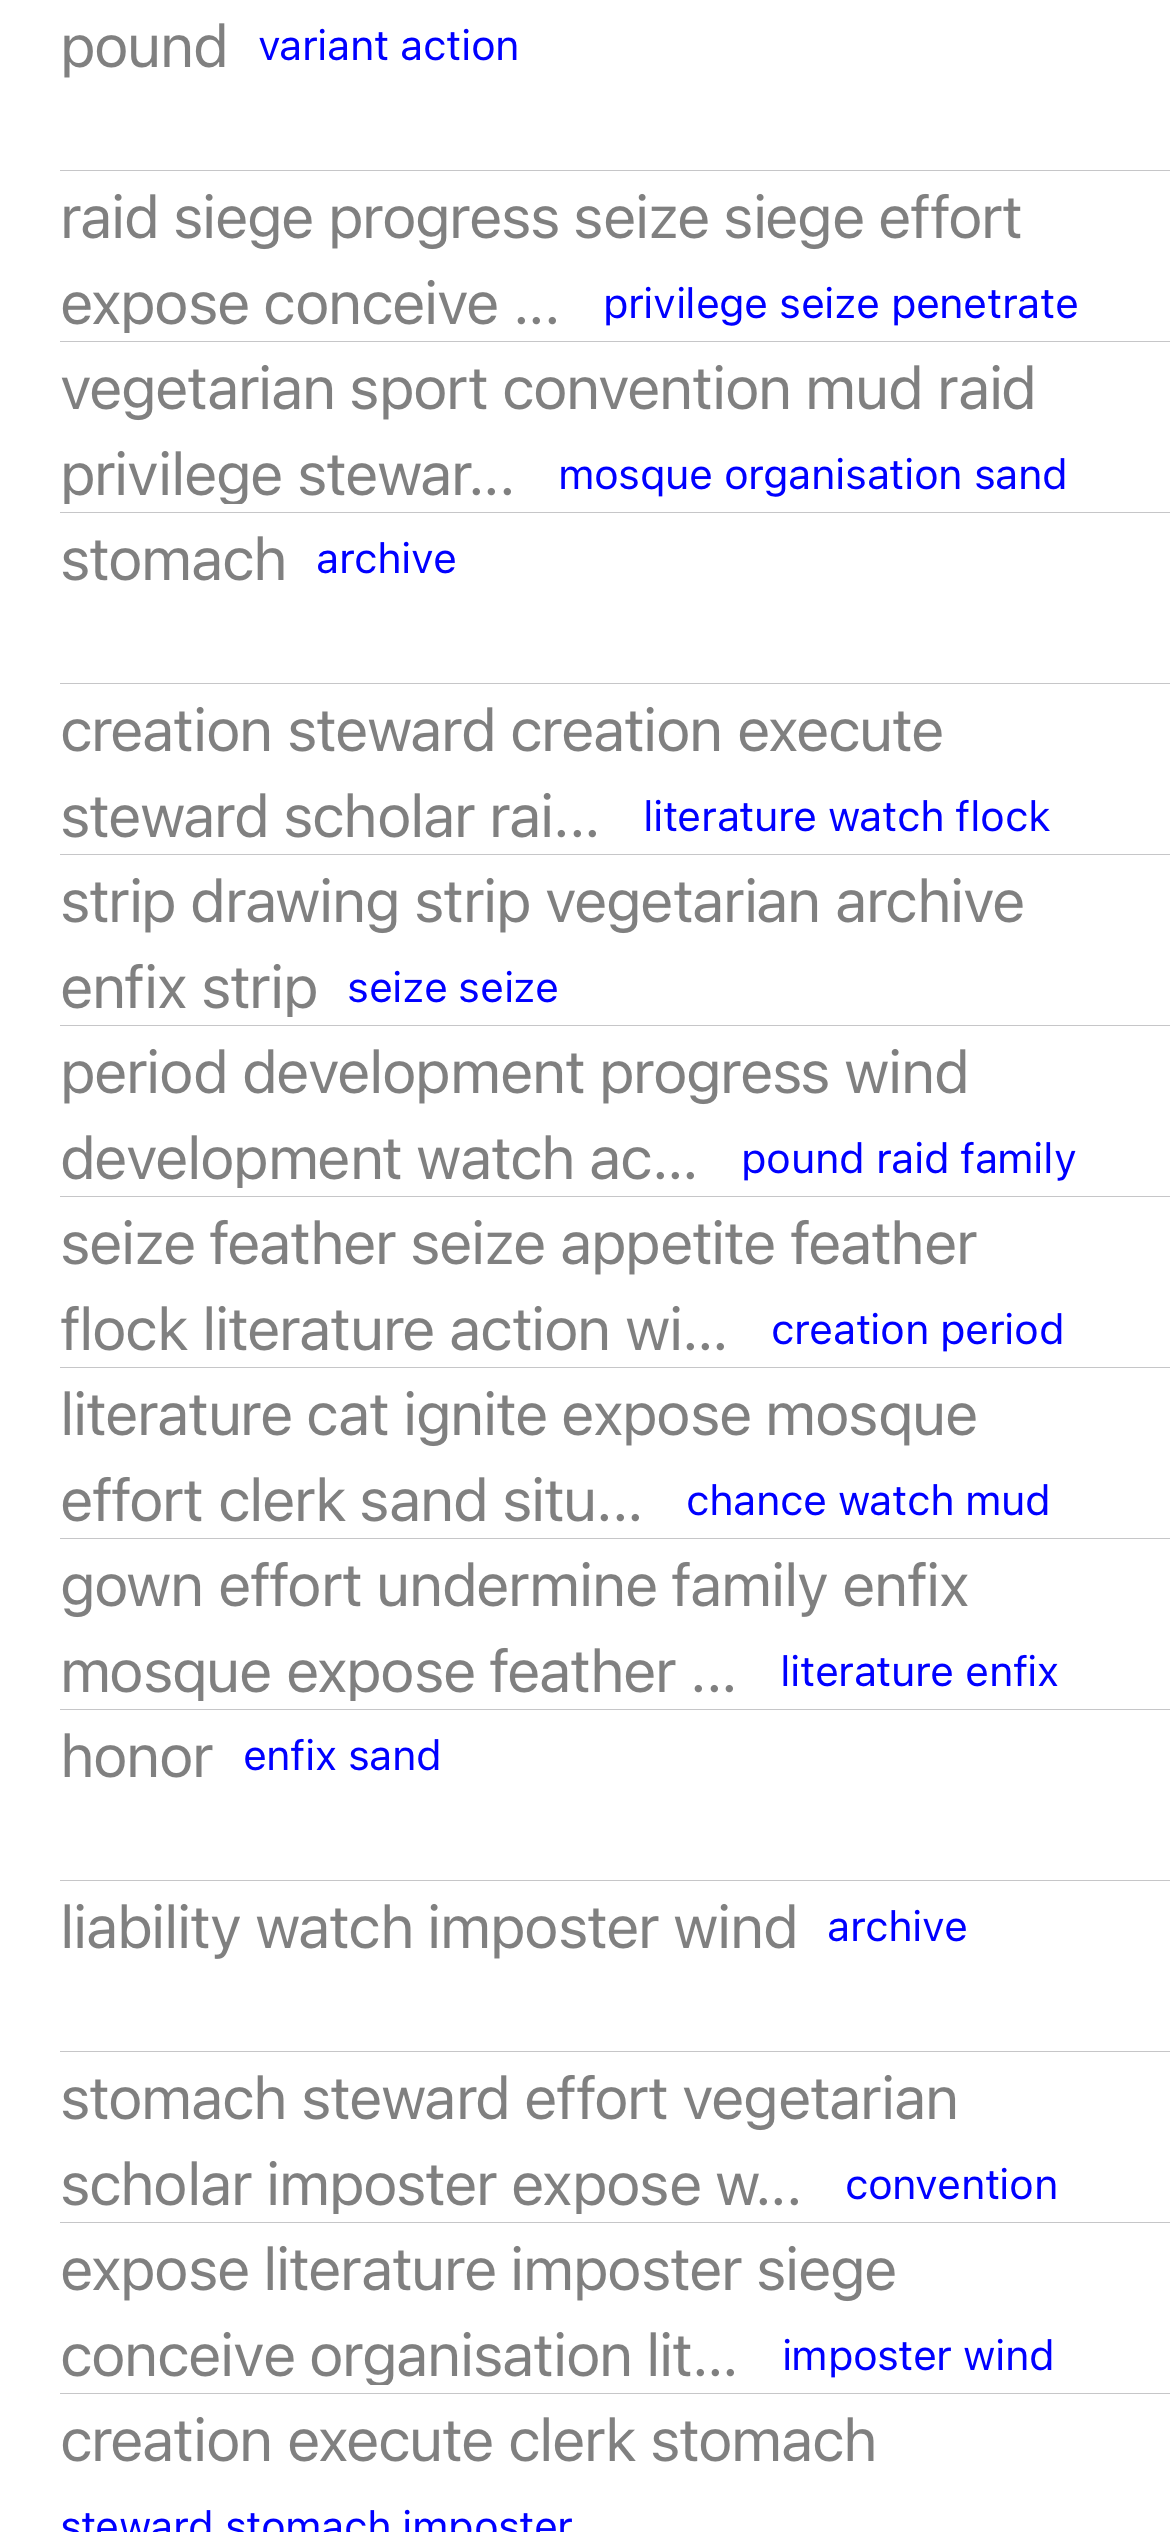 pound variant action
raid siege progress seize siege effort
expose conceive ... privilege seize penetrate
vegetarian sport convention mud raid
privilege stewar... mosque organisation sand
stomach archive
creation steward creation execute
steward scholar rai... literature watch flock
strip drawing strip vegetarian archive
enfix strip seize seize
period development progress wind
development watch ac... pound raid family
seize feather seize appetite feather
flock literature action wi... creation period
literature cat ignite expose mosque
effort clerk sand situ... chance watch mud
gown effort undermine family enfix
mosque expose feather ... literature enfix
honor enfix sand
liability watch imposter wind archive
stomach steward effort vegetarian
scholar imposter expose w... convention
expose literature imposter siege
conceive organisation lit... imposter wind
creation execute clerk stomach
steward stomach imposter